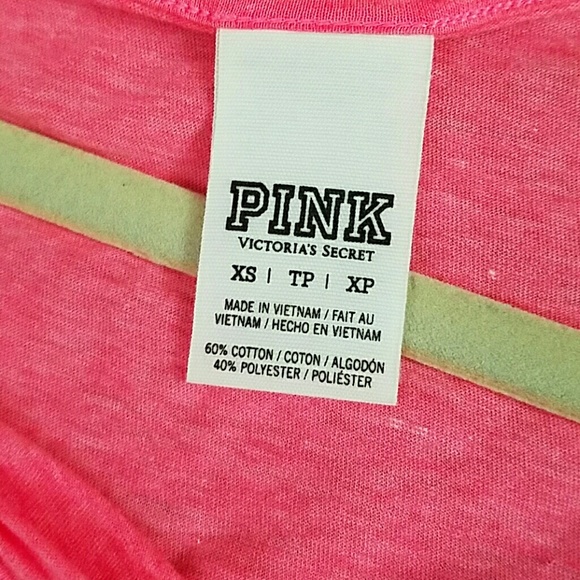 PINK
VICTORIA'S SECRET
XS | TP | XP
MADE IN VIETNAM / FAIT AU
VIETNAM / HECHO EN VIETNAM
60% COTTON / COTON / ALGODÓN
40% POLYESTER / POLIÉSTER